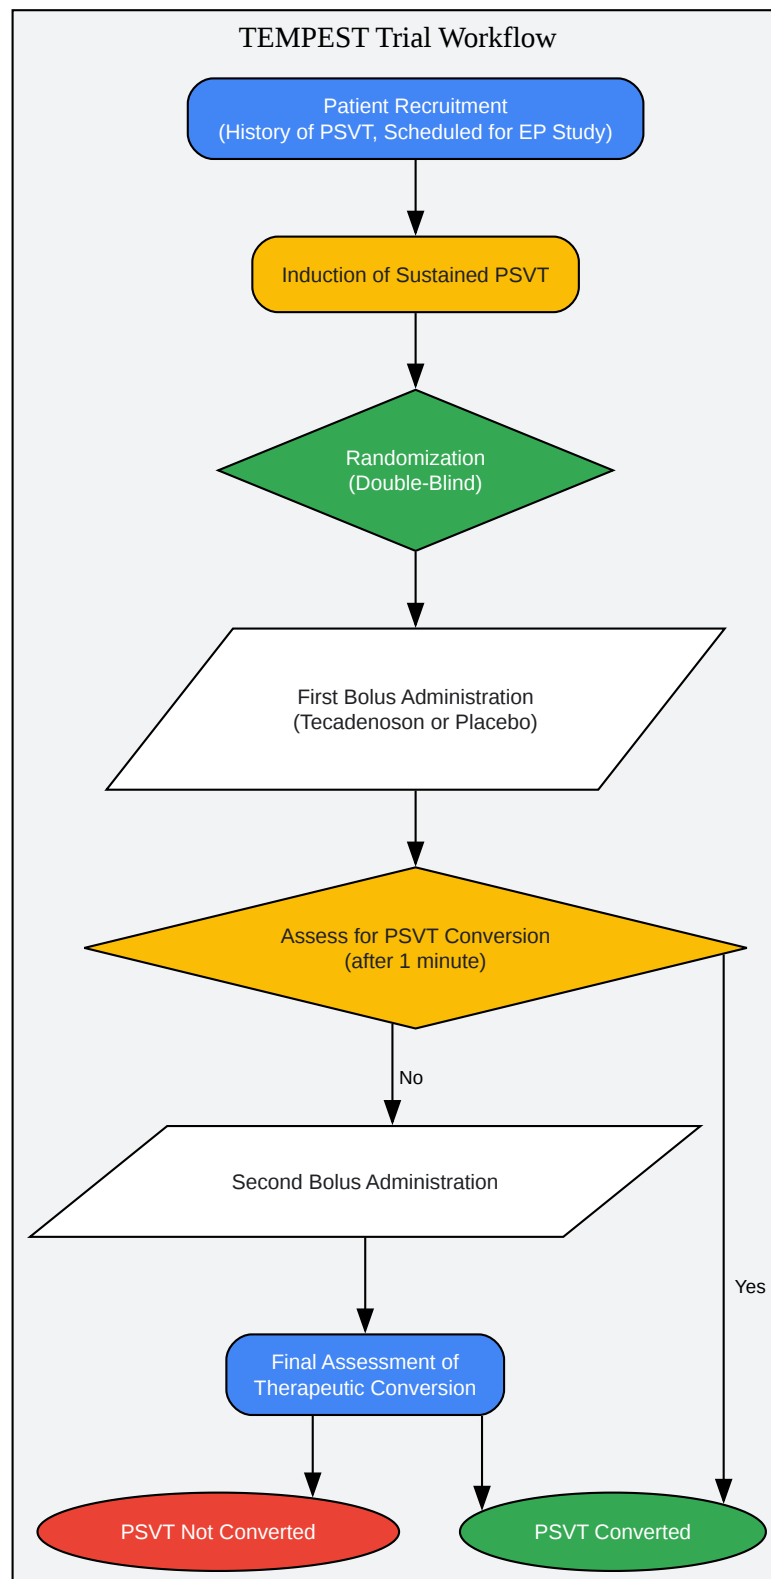 TEMPEST Trial Workflow
Patient Recruitment
(History of PSVT, Scheduled for EP Study)
Induction of Sustained PSVT
Randomization
(Double-Blind)
First Bolus Administration
(Tecadenoson or Placebo)
Assess for PSVT Conversion
(after 1 minute)
No
Second Bolus Administration
Yes
Final Assessment of
Therapeutic Conversion
PSVT Not Converted
PSVT Converted